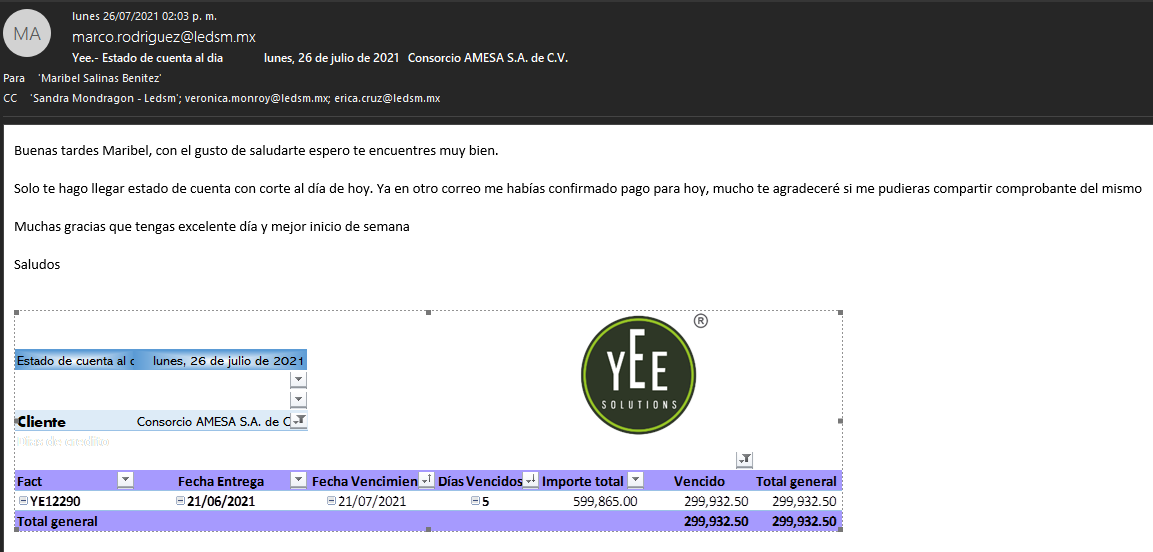 MA
lunes 26/07/2021 02:03 p. m.
marco.rodriguez@ledsm.mx
Yee.- Estado de cuenta al dia lunes, 26 de julio de 2021 Consorcio AMESA S.A. de C.V.
Para 'Maribel Salinas Benitez'
CC 'Sandra Mondragon - Ledsm'; veronica.monroy@ledsm.mx; erica.cruz@ledsm.mx
Buenas tardes Maribel, con el gusto de saludarte espero te encuentres muy bien.
Solo te hago llegar estado de cuenta con corte al día de hoy. Ya en otro correo me habías confirmado pago para hoy, mucho te agradeceré si me pudieras compartir comprobante del mismo
Muchas gracias que tengas excelente día y mejor inicio de semana
Saludos
®
YEE
SOLUTIONS
Estado de cuenta al d lunes, 26 de julio de 2021
Cliente Consorcio AMESA S.A. de C
Dias de credito
Fact Fecha Entrega Fecha Vencimien Días Vencidos Importe total Vencido Total general
YE12290 21/06/2021 21/07/2021 5 599,865.00 299,932.50 299,932.50
Total general 299,932.50 299,932.50